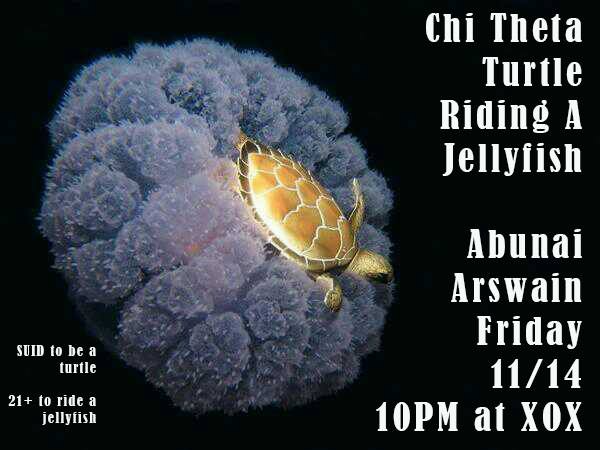 Chi Theta
Turtle
Riding A
Jellyfish
Abunai
Arswain
Friday
11/14
10PM at XOX
SUID to be a
turtle
21+ to ride a
jellyfish